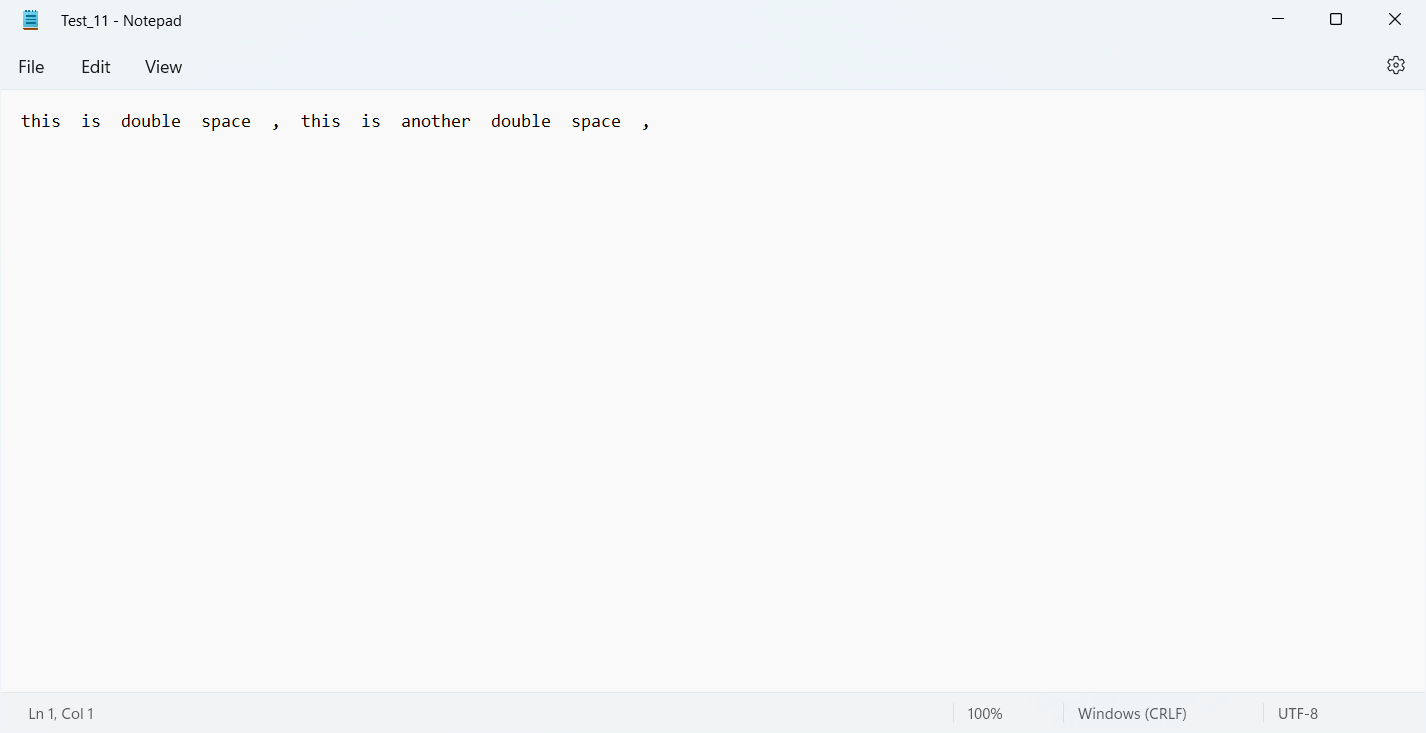 Test_11 - Notepad
File  Edit  View
this  is  double  space  ,  this  is  another  double  space  ,
Ln 1, Col 1  100%  Windows (CRLF)  UTF-8